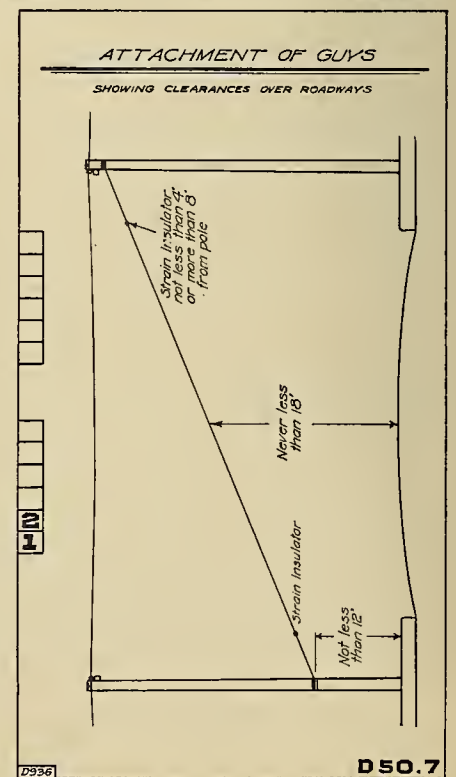 ATTACHMENT OF GUYS
SHOWING CLEARANCES OVER ROADWAYS
Strain Insulator
not less than 4'
or more than 8'
from pole
Never less
than 18'
Strain Insulator
Not less
than 12'
2
1
D936
D50.7